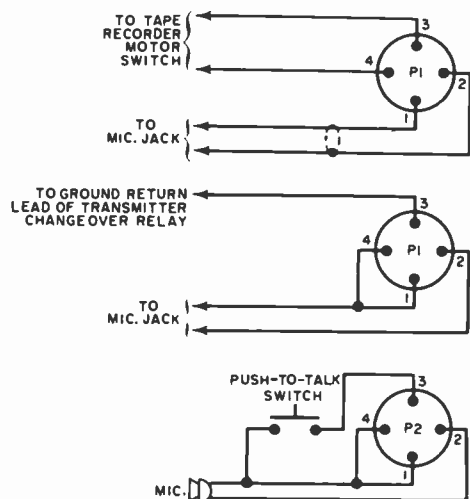 TO TAPE
RECORDER
MOTOR
SWITCH
3
4
P1
2
1
TO
MIC. JACK
TO GROUND RETURN
LEAD OF TRANSMITTER
CHANGEOVER RELAY
3
4
P1
2
1
TO
MIC. JACK
PUSH-TO-TALK
SWITCH
3
4
P2
2
1
MIC.